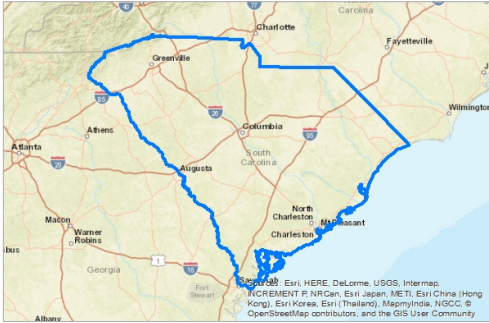 Carolina
Charlotte
Fayetteville
Greenville
Wilmington
Athens
Columbia
Atlanta
South
Carolina
Augusta
North
Charleston
Mt Pleasant
Charleston
Macon
Warner
Robins
Georgia
Fort
Stewart
Albany
40
77
85
26
95
20
1
16
Sources: Esri, HERE, DeLorme, USGS, Intermap,
INCREMENT P, NRCan, Esri Japan, METI, Esri China (Hong
Kong), Esri Korea, Esri (Thailand), MapmyIndia, NGCC, ©
OpenStreetMap contributors, and the GIS User Community